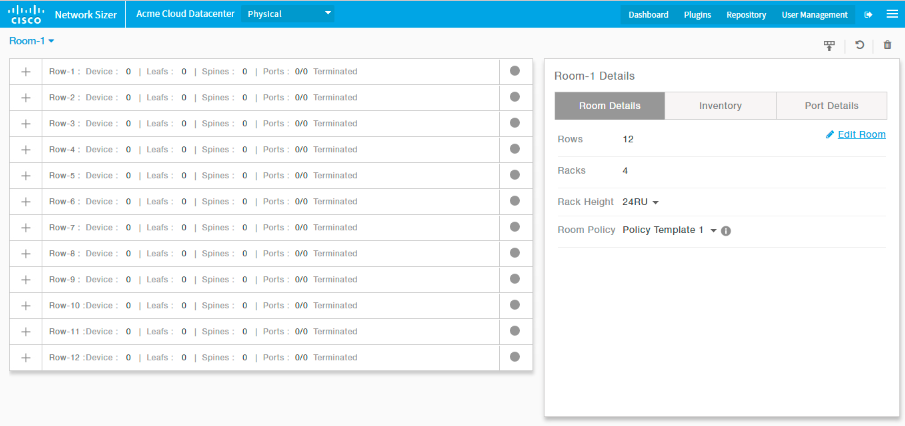 CISCO Network Sizer Acme Cloud Datacenter Physical Dashboard Plugins Repository User Management
Room-1
Row-1 : Device : 0 | Leafs : 0 | Spines : 0 | Ports : 0/0 Terminated
Row-2 : Device : 0 | Leafs : 0 | Spines : 0 | Ports : 0/0 Terminated
Row-3 : Device : 0 | Leafs : 0 | Spines : 0 | Ports : 0/0 Terminated
Row-4 : Device : 0 | Leafs : 0 | Spines : 0 | Ports : 0/0 Terminated
Row-5 : Device : 0 | Leafs : 0 | Spines : 0 | Ports : 0/0 Terminated
Row-6 : Device : 0 | Leafs : 0 | Spines : 0 | Ports : 0/0 Terminated
Row-7 : Device : 0 | Leafs : 0 | Spines : 0 | Ports : 0/0 Terminated
Row-8 : Device : 0 | Leafs : 0 | Spines : 0 | Ports : 0/0 Terminated
Row-9 : Device : 0 | Leafs : 0 | Spines : 0 | Ports : 0/0 Terminated
Row-10 :Device : 0 | Leafs : 0 | Spines : 0 | Ports : 0/0 Terminated
Row-11 :Device : 0 | Leafs : 0 | Spines : 0 | Ports : 0/0 Terminated
Row-12 :Device : 0 | Leafs : 0 | Spines : 0 | Ports : 0/0 Terminated
Room-1 Details
Room Details Inventory Port Details
Rows 12 Edit Room
Racks 4
Rack Height 24RU
Room Policy Policy Template 1